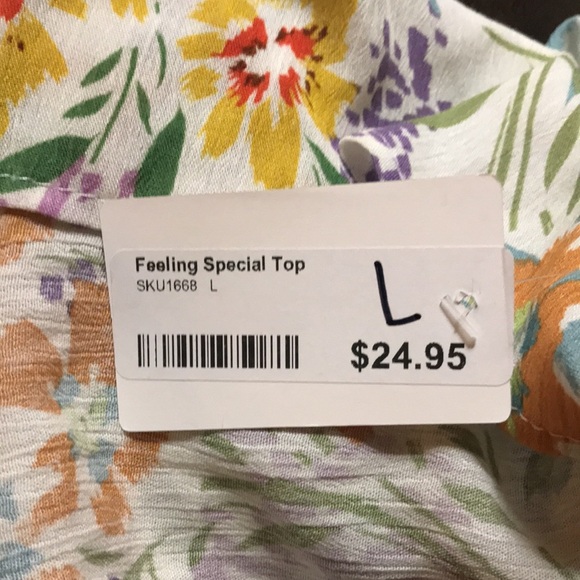 Feeling Special Top
SKU1668 L
L
$24.95